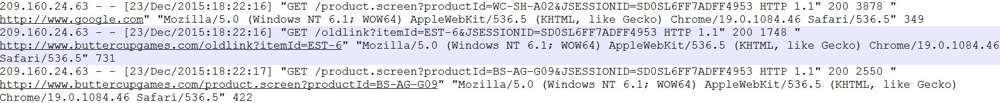 209.160.24.63 - - [23/Dec/2015:18:22:16] "GET /product.screen?productId=WC-SH-A02&JSESSIONID=SD0SL6FF7ADFF4953 HTTP 1.1" 200 3878 "
http://www.google.com" "Mozilla/5.0 (Windows NT 6.1; WOW64) AppleWebKit/536.5 (KHTML, like Gecko) Chrome/19.0.1084.46 Safari/536.5" 349
209.160.24.63 - - [23/Dec/2015:18:22:16] "GET /oldlink?itemId=EST-6&JSESSIONID=SD0SL6FF7ADFF4953 HTTP 1.1" 200 1748 "
http://www.buttercupgames.com/oldlink?itemId=EST-6" "Mozilla/5.0 (Windows NT 6.1; WOW64) AppleWebKit/536.5 (KHTML, like Gecko) Chrome/19.0.1084.46
Safari/536.5" 731
209.160.24.63 - - [23/Dec/2015:18:22:17] "GET /product.screen?productId=BS-AG-G09&JSESSIONID=SD0SL6FF7ADFF4953 HTTP 1.1" 200 2550 "
http://www.buttercupgames.com/product.screen?productId=BS-AG-G09" "Mozilla/5.0 (Windows NT 6.1; WOW64) AppleWebKit/536.5 (KHTML, like Gecko)
Chrome/19.0.1084.46 Safari/536.5" 422